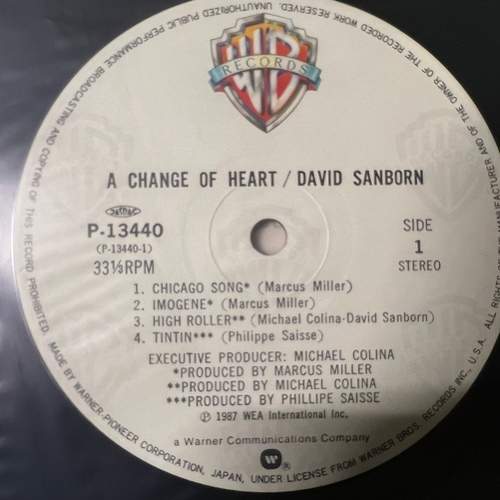 UNAUTHORIZED PUBLIC PERFORMANCE BROADCASTING AND COPYING OF THIS RECORD PROHIBITED.
ALL RIGHTS OF THE MANUFACTURER AND OF THE OWNER OF THE RECORDED WORK RESERVED.
WB
RECORDS
A CHANGE OF HEART / DAVID SANBORN
P-13440
(P-13440-1)
33⅓RPM
SIDE
1
STEREO
1. CHICAGO SONG* (Marcus Miller)
2. IMOGENE* (Marcus Miller)
3. HIGH ROLLER** (Michael Colina·David Sanborn)
4. TINTIN*** (Philippe Saisse)
EXECUTIVE PRODUCER: MICHAEL COLINA
*PRODUCED BY MARCUS MILLER
**PRODUCED BY MICHAEL COLINA
***PRODUCED BY PHILLIPE SAISSE
Ⓟ 1987 WEA International Inc.
a Warner Communications Company
W®
MADE BY WARNER-PIONEER CORPORATION, JAPAN, UNDER LICENSE FROM WARNER BROS. RECORDS INC., U.S.A.